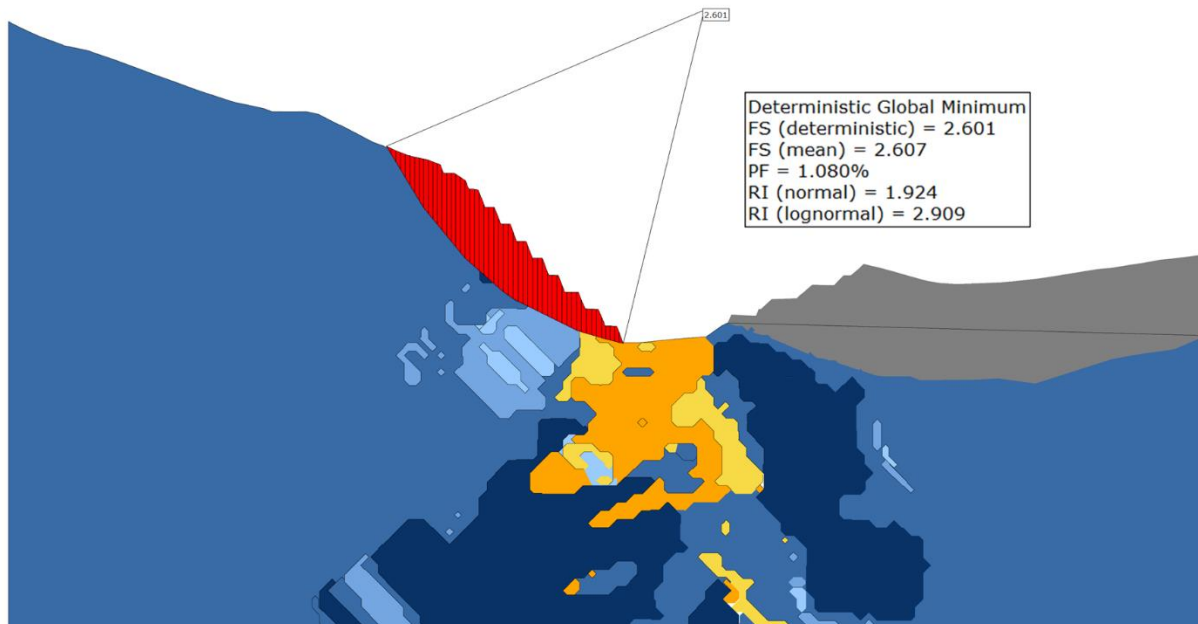 2.601
Deterministic Global Minimum
FS (deterministic) = 2.601
FS (mean) = 2.607
PF = 1.080%
RI (normal) = 1.924
RI (lognormal) = 2.909